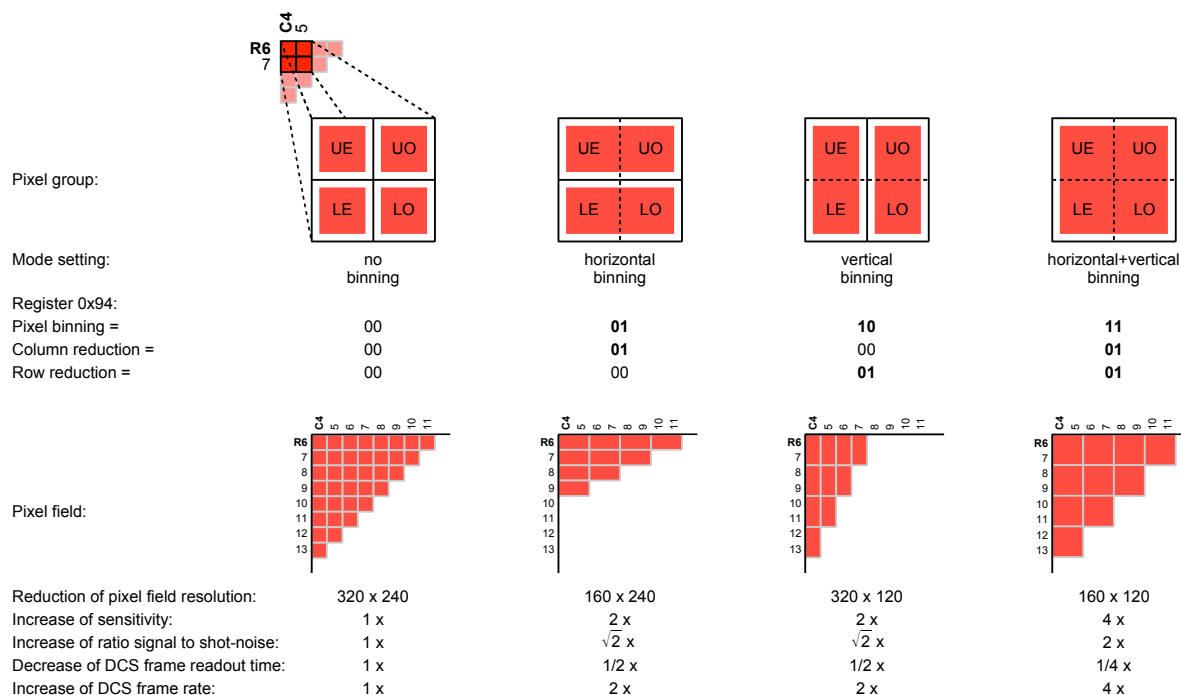 C4 5
R6
7
UE UO UE UO UE UO UE UO
Pixel group:
LE LO LE LO LE LO LE LO
Mode setting: no binning horizontal binning vertical binning horizontal+vertical binning
Register 0x94:
Pixel binning = 00 01 10 11
Column reduction = 00 01 00 01
Row reduction = 00 00 01 01
C4 5 6 7 8 9 10 11 C4 5 6 7 8 9 10 11 C4 5 6 7 8 9 10 11 C4 5 6 7 8 9 10 11
R6 R6 R6 R6
7 7 7 7
8 8 8 8
9 9 9 9
10 10 10 10
Pixel field:
11 11 11 11
12 12 12 12
13 13 13 13
Reduction of pixel field resolution: 320 x 240 160 x 240 320 x 120 160 x 120
Increase of sensitivity: 1 x 2 x 2 x 4 x
Increase of ratio signal to shot-noise: 1 x √2 x √2 x 2 x
Decrease of DCS frame readout time: 1 x 1/2 x 1/2 x 1/4 x
Increase of DCS frame rate: 1 x 2 x 2 x 4 x